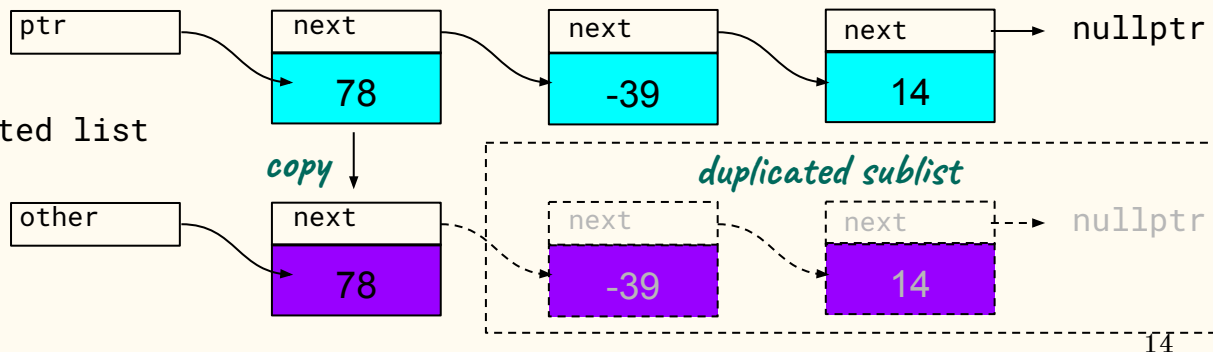 ptr next next next nullptr
78 -39 14
ted list
copy duplicated sublist
other next next next nullptr
78 -39 14
14